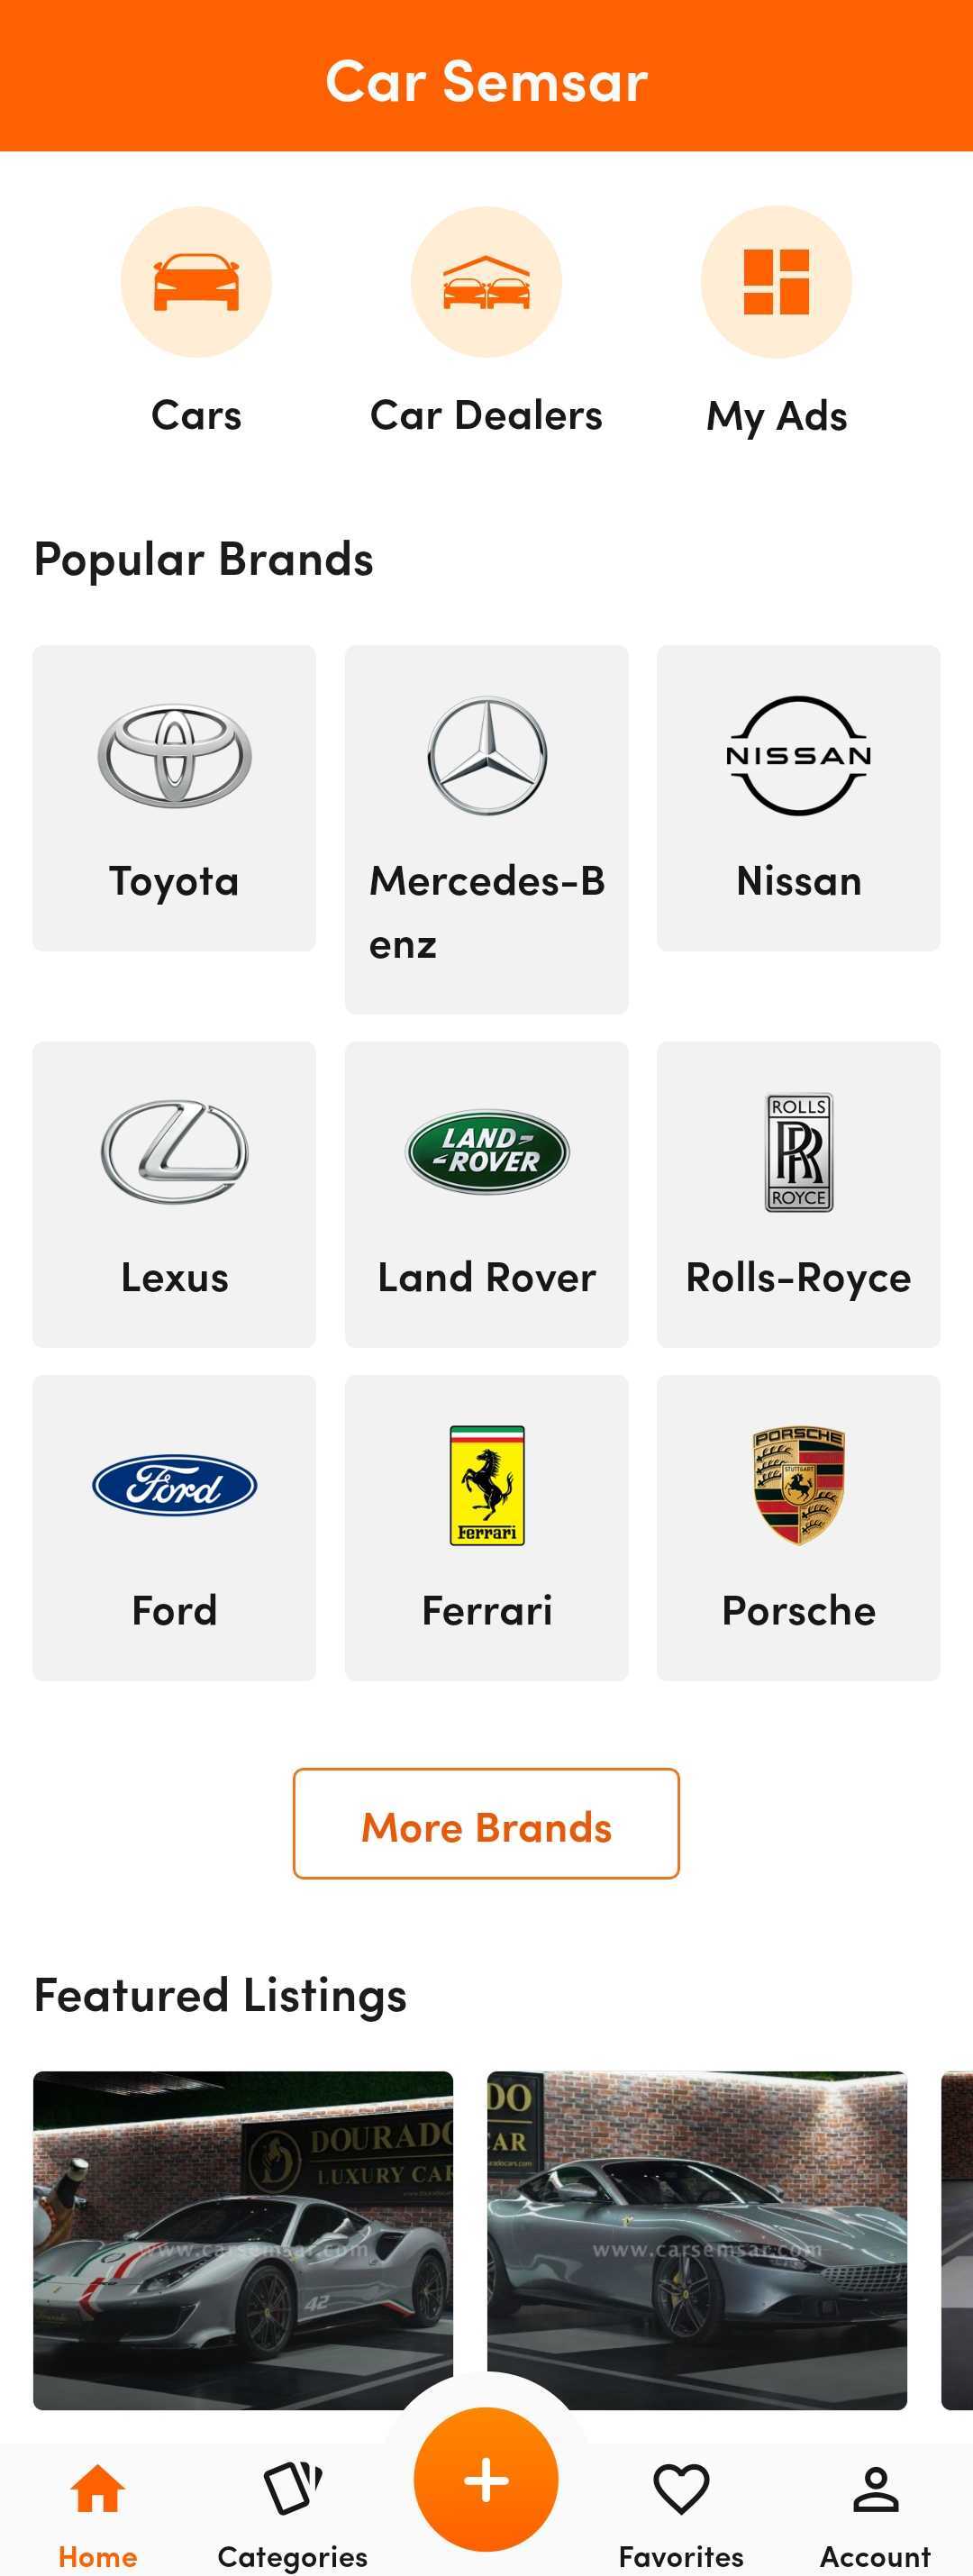 Car Semsar
Cars
Car Dealers
My Ads
Popular Brands
NISSAN
Toyota
Mercedes-B
enz
Nissan
LAND-
-ROVER
ROLLS
RR
ROYCE
Lexus
Land Rover
Rolls-Royce
Ford
Ferrari
PORSCHE
STUTTGART
Ford
Ferrari
Porsche
More Brands
Featured Listings
DOURADO
LUXURY CAR
www.carsemsar.com
42
DO
AR
www.carsemsar.com
+
Home
Categories
Favorites
Account